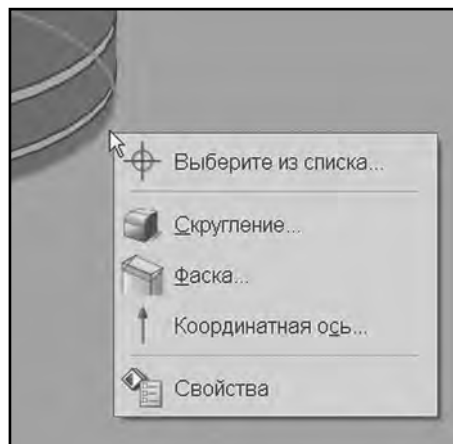 Выберите из списка...
Скругление...
Фаска...
Координатная ось...
Свойства